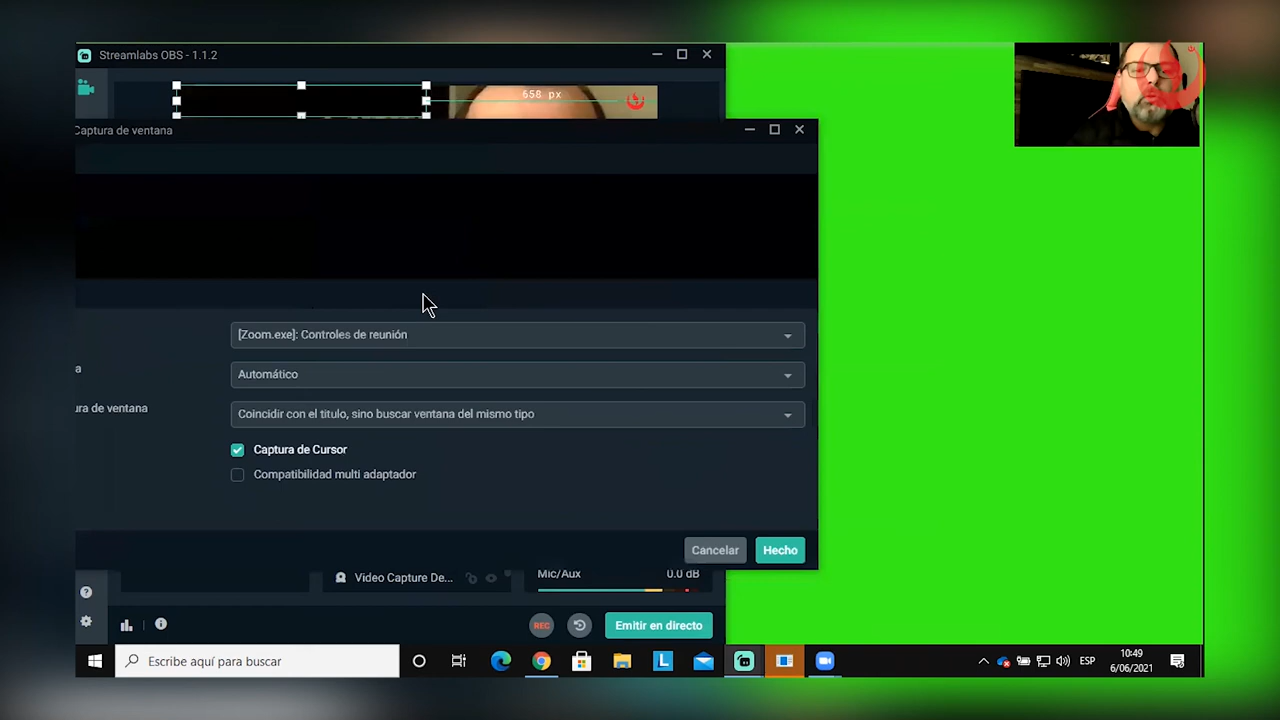 Streamlabs OBS - 1.1.2
658 px
Captura de ventana
[Zoom.exe]: Controles de reunión
a
Automático
ura de ventana
Coincidir con el titulo, sino buscar ventana del mismo tipo
Captura de Cursor
Compatibilidad multi adaptador
Cancelar
Hecho
Video Capture De...
Mic/Aux
0.0 dB
REC
Emitir en directo
Escribe aquí para buscar
ESP
10:49
6/06/2021